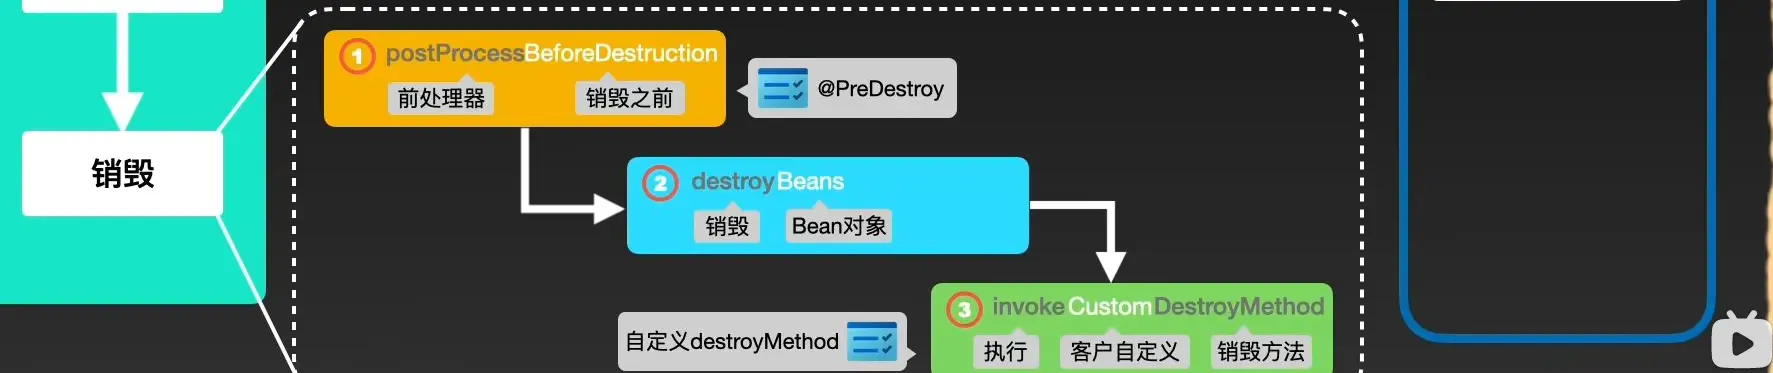 销毁
1 postProcessBeforeDestruction
前处理器 销毁之前
@PreDestroy
2 destroyBeans
销毁 Bean对象
3 invokeCustomDestroyMethod
执行 客户自定义 销毁方法
自定义destroyMethod